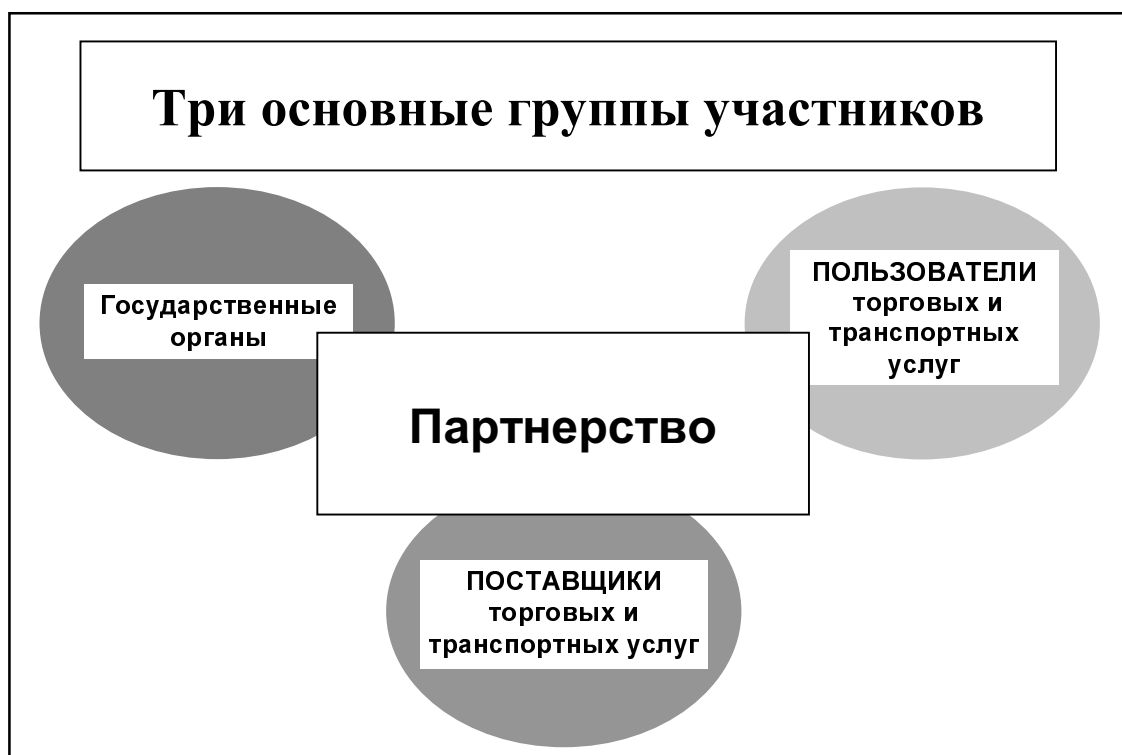 Три основные группы участников
Государственные
органы
ПОЛЬЗОВАТЕЛИ
торговых и
транспортных
услуг
Партнерство
ПОСТАВЩИКИ
торговых и
транспортных услуг